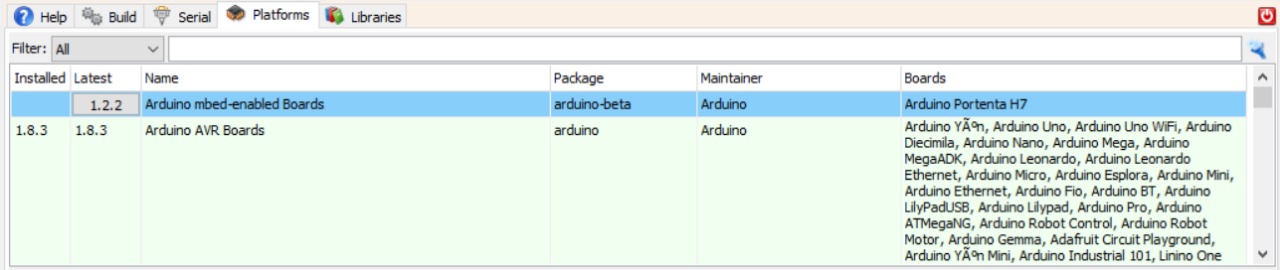 Help Build Serial Platforms Libraries
Filter: All
Installed Latest Name Package Maintainer Boards
1.2.2 Arduino mbed-enabled Boards arduino-beta Arduino Arduino Portenta H7
1.8.3 1.8.3 Arduino AVR Boards arduino Arduino Arduino YÃºn, Arduino Uno, Arduino Uno WiFi, Arduino
Diecimila, Arduino Nano, Arduino Mega, Arduino
MegaADK, Arduino Leonardo, Arduino Leonardo
Ethernet, Arduino Micro, Arduino Esplora, Arduino Mini,
Arduino Ethernet, Arduino Fio, Arduino BT, Arduino
LilyPadUSB, Arduino Lilypad, Arduino Pro, Arduino
ATMegaNG, Arduino Robot Control, Arduino Robot
Motor, Arduino Gemma, Adafruit Circuit Playground,
Arduino YÃºn Mini, Arduino Industrial 101, Linino One